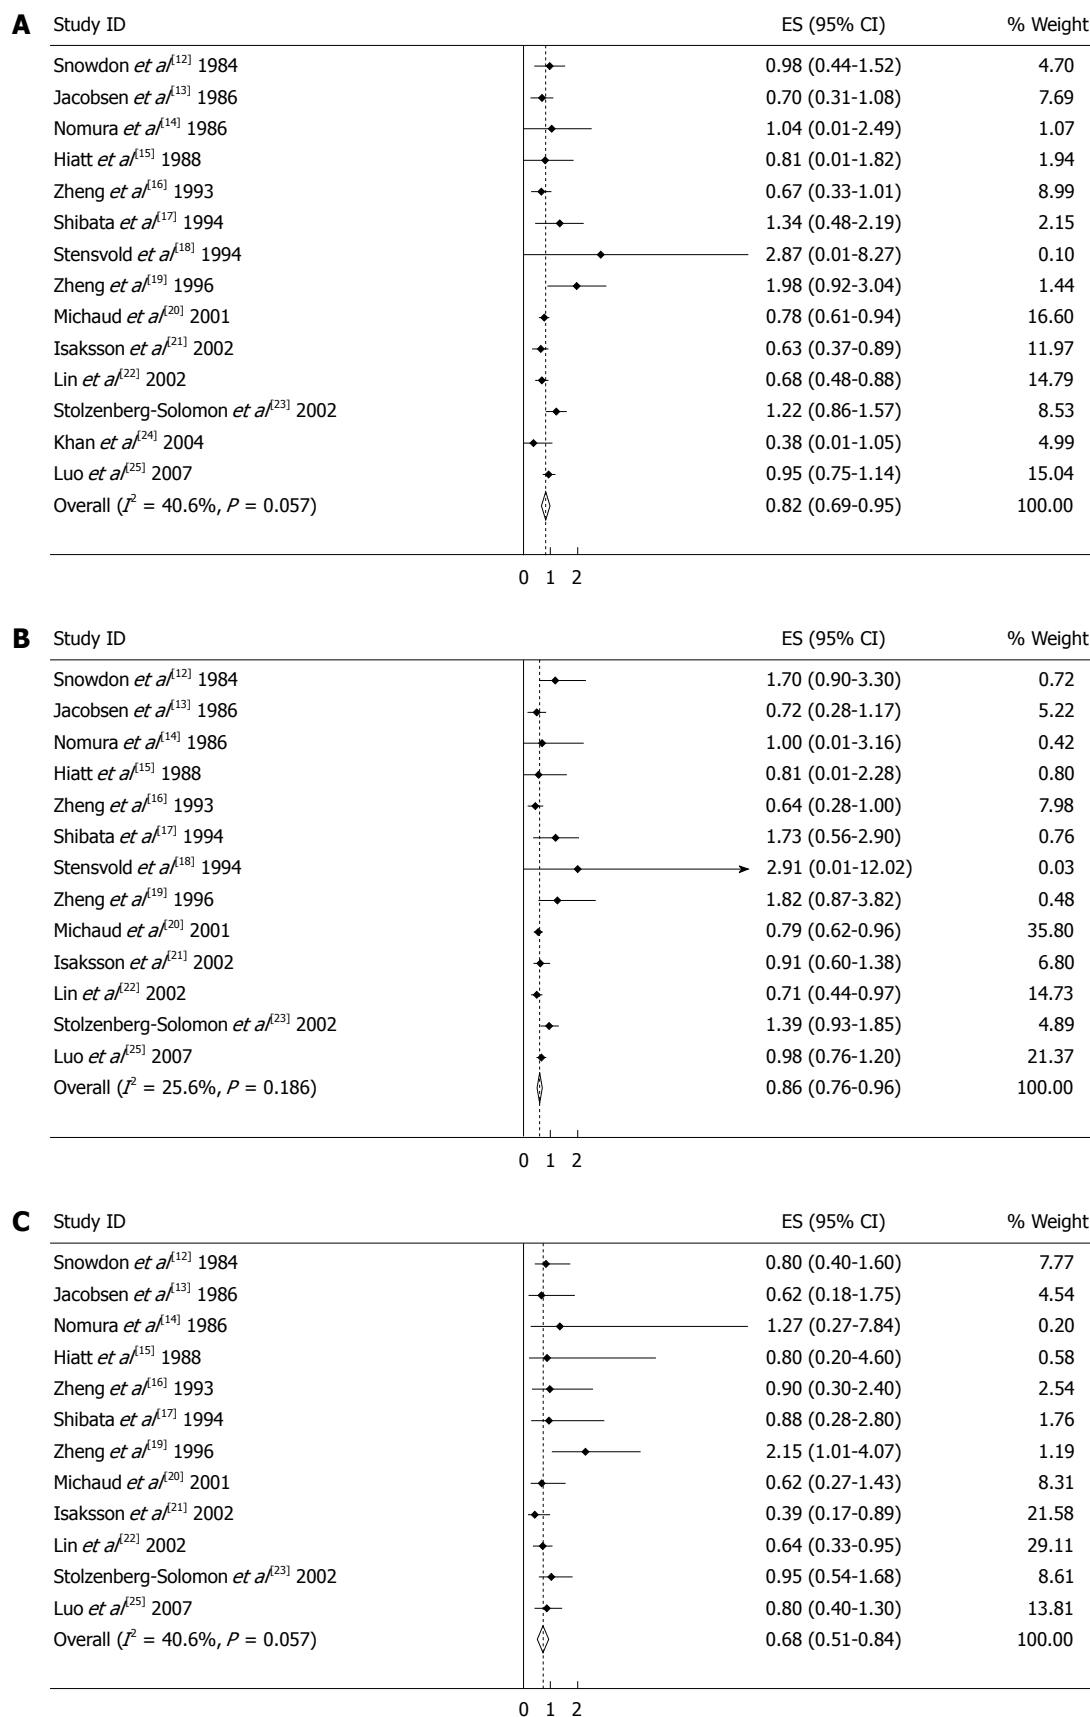 A Study ID ES (95% CI) % Weight
Snowdon et al[12] 1984 0.98 (0.44-1.52) 4.70
Jacobsen et al[13] 1986 0.70 (0.31-1.08) 7.69
Nomura et al[14] 1986 1.04 (0.01-2.49) 1.07
Hiatt et al[15] 1988 0.81 (0.01-1.82) 1.94
Zheng et al[16] 1993 0.67 (0.33-1.01) 8.99
Shibata et al[17] 1994 1.34 (0.48-2.19) 2.15
Stensvold et al[18] 1994 2.87 (0.01-8.27) 0.10
Zheng et al[19] 1996 1.98 (0.92-3.04) 1.44
Michaud et al[20] 2001 0.78 (0.61-0.94) 16.60
Isaksson et al[21] 2002 0.63 (0.37-0.89) 11.97
Lin et al[22] 2002 0.68 (0.48-0.88) 14.79
Stolzenberg-Solomon et al[23] 2002 1.22 (0.86-1.57) 8.53
Khan et al[24] 2004 0.38 (0.01-1.05) 4.99
Luo et al[25] 2007 0.95 (0.75-1.14) 15.04
Overall (I² = 40.6%, P = 0.057) 0.82 (0.69-0.95) 100.00
0 1 2
B Study ID ES (95% CI) % Weight
Snowdon et al[12] 1984 1.70 (0.90-3.30) 0.72
Jacobsen et al[13] 1986 0.72 (0.28-1.17) 5.22
Nomura et al[14] 1986 1.00 (0.01-3.16) 0.42
Hiatt et al[15] 1988 0.81 (0.01-2.28) 0.80
Zheng et al[16] 1993 0.64 (0.28-1.00) 7.98
Shibata et al[17] 1994 1.73 (0.56-2.90) 0.76
Stensvold et al[18] 1994 2.91 (0.01-12.02) 0.03
Zheng et al[19] 1996 1.82 (0.87-3.82) 0.48
Michaud et al[20] 2001 0.79 (0.62-0.96) 35.80
Isaksson et al[21] 2002 0.91 (0.60-1.38) 6.80
Lin et al[22] 2002 0.71 (0.44-0.97) 14.73
Stolzenberg-Solomon et al[23] 2002 1.39 (0.93-1.85) 4.89
Luo et al[25] 2007 0.98 (0.76-1.20) 21.37
Overall (I² = 25.6%, P = 0.186) 0.86 (0.76-0.96) 100.00
0 1 2
C Study ID ES (95% CI) % Weight
Snowdon et al[12] 1984 0.80 (0.40-1.60) 7.77
Jacobsen et al[13] 1986 0.62 (0.18-1.75) 4.54
Nomura et al[14] 1986 1.27 (0.27-7.84) 0.20
Hiatt et al[15] 1988 0.80 (0.20-4.60) 0.58
Zheng et al[16] 1993 0.90 (0.30-2.40) 2.54
Shibata et al[17] 1994 0.88 (0.28-2.80) 1.76
Zheng et al[19] 1996 2.15 (1.01-4.07) 1.19
Michaud et al[20] 2001 0.62 (0.27-1.43) 8.31
Isaksson et al[21] 2002 0.39 (0.17-0.89) 21.58
Lin et al[22] 2002 0.64 (0.33-0.95) 29.11
Stolzenberg-Solomon et al[23] 2002 0.95 (0.54-1.68) 8.61
Luo et al[25] 2007 0.80 (0.40-1.30) 13.81
Overall (I² = 40.6%, P = 0.057) 0.68 (0.51-0.84) 100.00
0 1 2